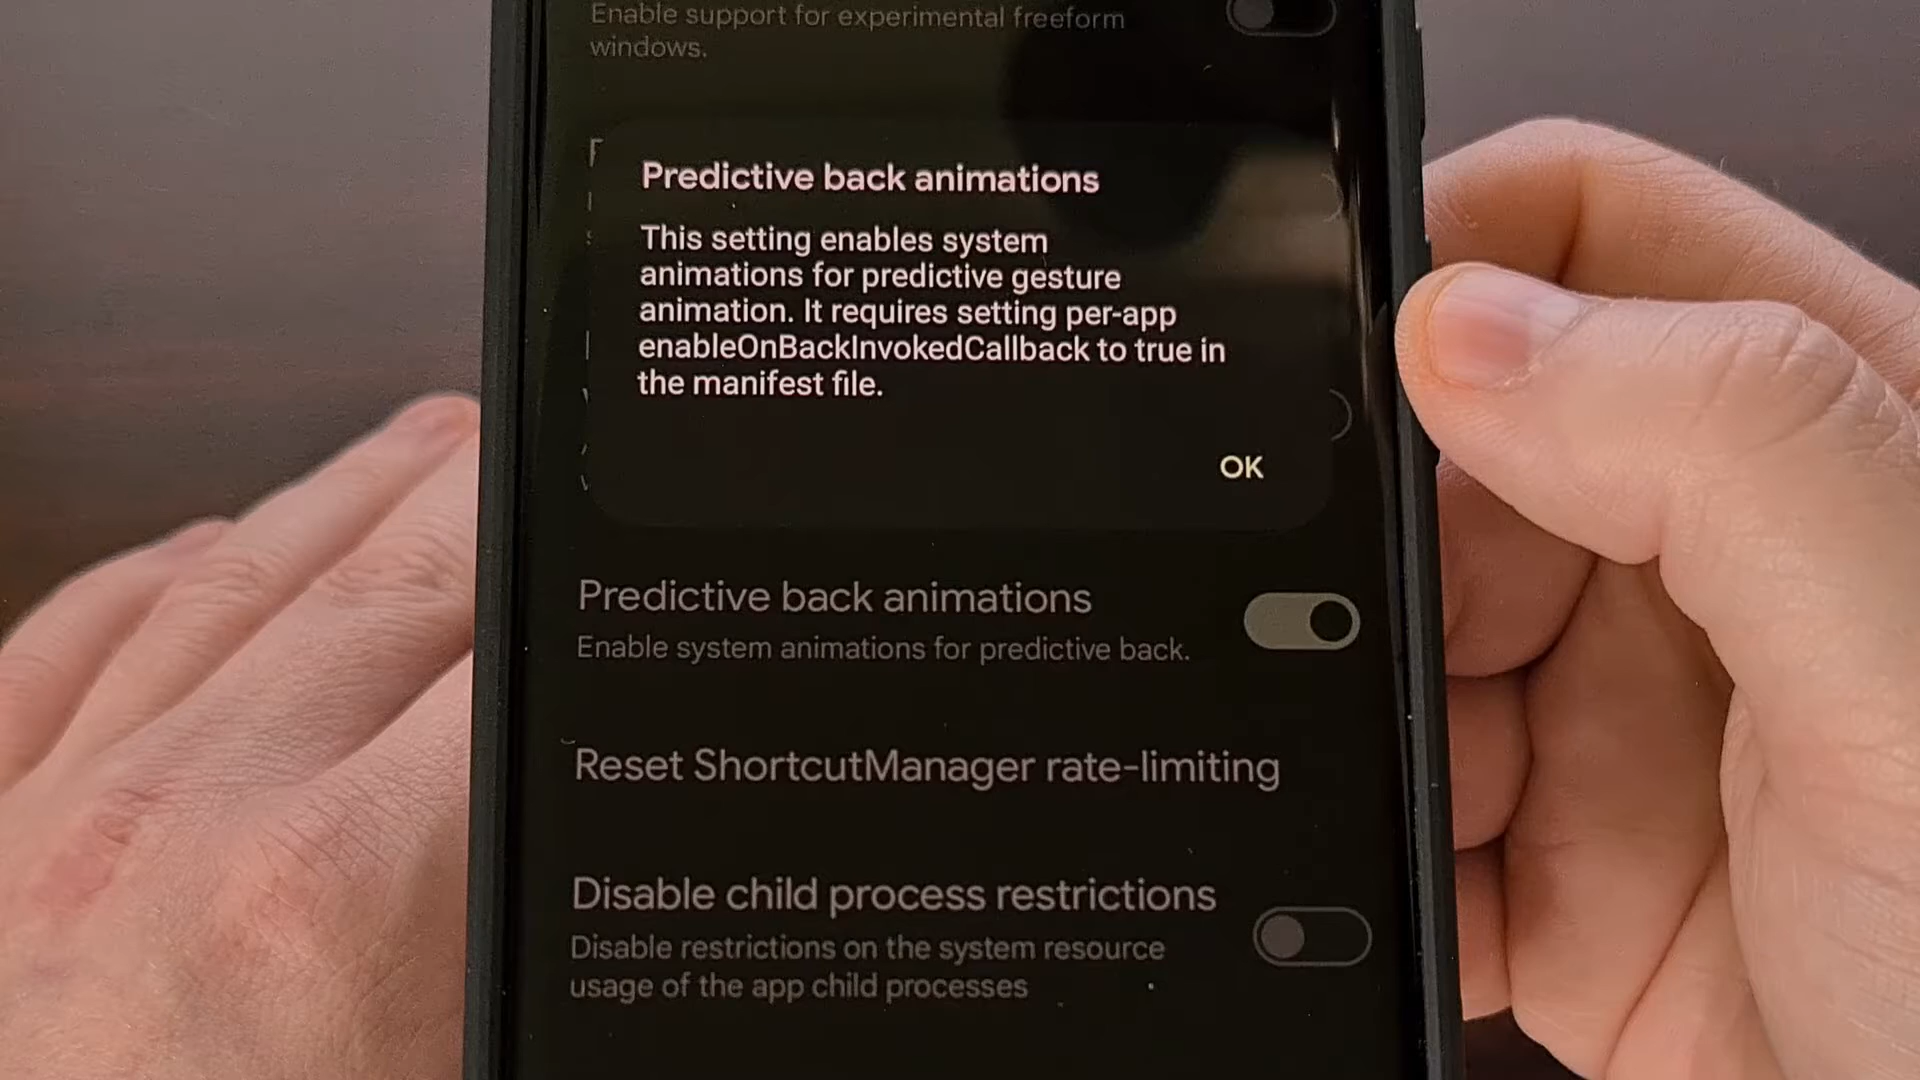 Enable support for experimental freeform
windows.
Predictive back animations
This setting enables system
animations for predictive gesture
animation. It requires setting per-app
enableOnBackInvokedCallback to true in
the manifest file.
OK
Predictive back animations
Enable system animations for predictive back.
Reset ShortcutManager rate-limiting
Disable child process restrictions
Disable restrictions on the system resource
usage of the app child processes